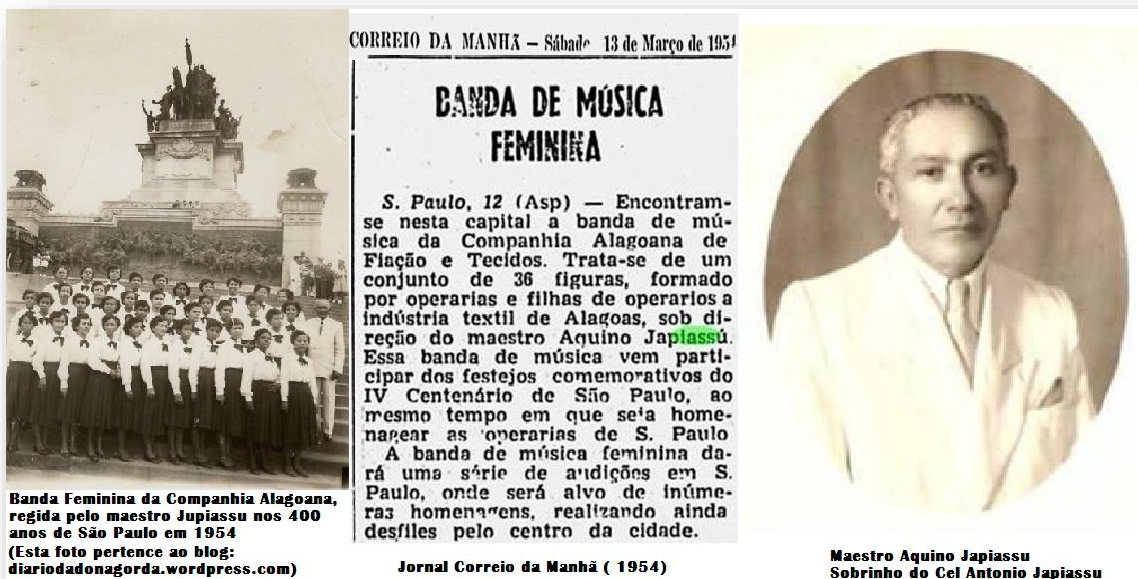 CORREIO DA MANHÃ — Sábado 13 de Março de 1954
BANDA DE MÚSICA
FEMININA
S. Paulo, 12 (Asp) — Encontram-
se nesta capital a banda de mú-
sica da Companhia Alagoana de
Fiação e Tecidos. Trata-se de um
conjunto de 36 figuras, formado
por operarias e filhas de operarios a
indústria textil de Alagoas, sob di-
reção do maestro Aquino Japiassú.
Essa banda de música vem parti-
cipar dos festejos comemorativos do
IV Centenário de São Paulo, ao
mesmo tempo em que seja home-
nagear as operarias de S. Paulo
A banda de música feminina da-
rá uma série de audições em S.
Paulo, onde será alvo de inúme-
ras homenagens, realizando ainda
desfiles pelo centro da cidade.
Banda Feminina da Companhia Alagoana,
regida pelo maestro Jupiassu nos 400
anos de São Paulo em 1954
(Esta foto pertence ao blog:
diariodadonagorda.wordpress.com)
Jornal Correio da Manhã ( 1954)
Maestro Aquino Japiassu
Sobrinho do Cel Antonio Japiassu